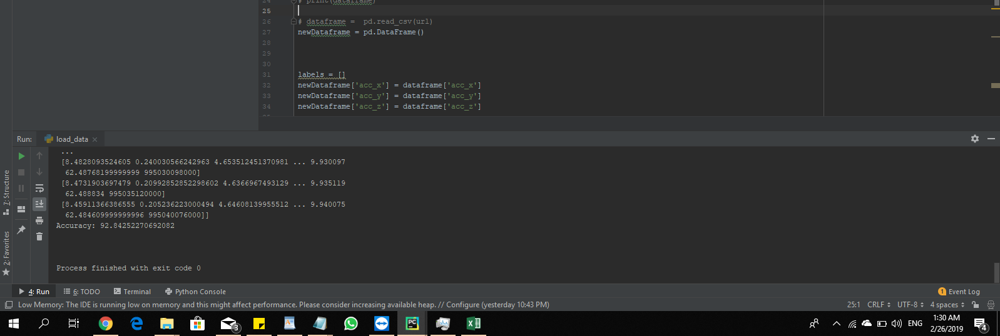 24 # print(dataframe)
25
26 # dataframe =  pd.read_csv(url)
27 newDataframe = pd.DataFrame()
28
29
30
31 labels = []
32 newDataframe['acc_x'] = dataframe['acc_x']
33 newDataframe['acc_y'] = dataframe['acc_y']
34 newDataframe['acc_z'] = dataframe['acc_z']
Run: load_data
...
[8.4828093524605 0.240030566242963 4.653512451370981 ... 9.930097
62.48768199999999 995030098000]
[8.4731903697479 0.20992852852298602 4.6366967493129 ... 9.935119
62.488834 995035120000]
[8.45911366386555 0.205236223000494 4.64608139955512 ... 9.940075
62.484609999999996 995040076000]]
Accuracy: 92.84252270692082
Process finished with exit code 0
7: Structure
2: Favorites
4: Run 6: TODO Terminal Python Console 1 Event Log
Low Memory: The IDE is running low on memory and this might affect performance. Please consider increasing available heap. // Configure (yesterday 10:43 PM) 25:1 CRLF UTF-8 4 spaces
3 PC ENG 1:30 AM
2/26/2019 4